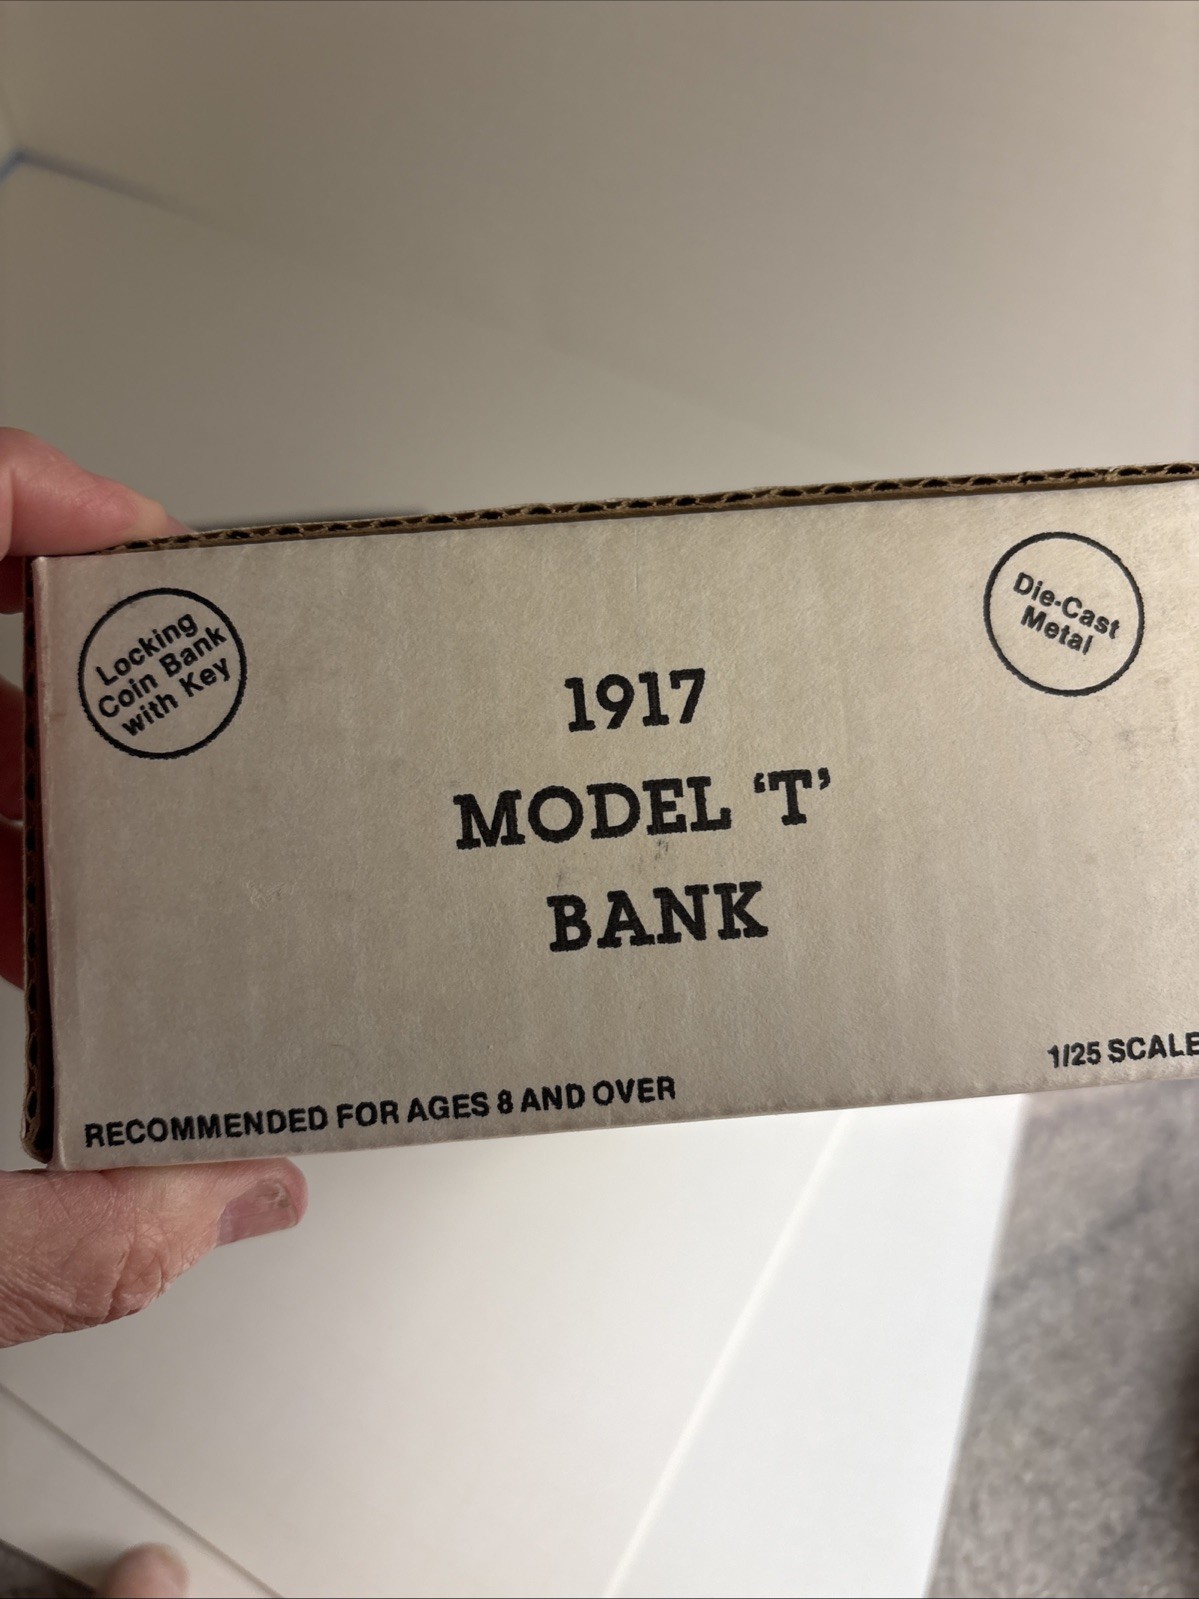 Locking
Coin Bank
with Key
Die-Cast
Metal
1917
MODEL ‘T’
BANK
RECOMMENDED FOR AGES 8 AND OVER
1/25 SCALE